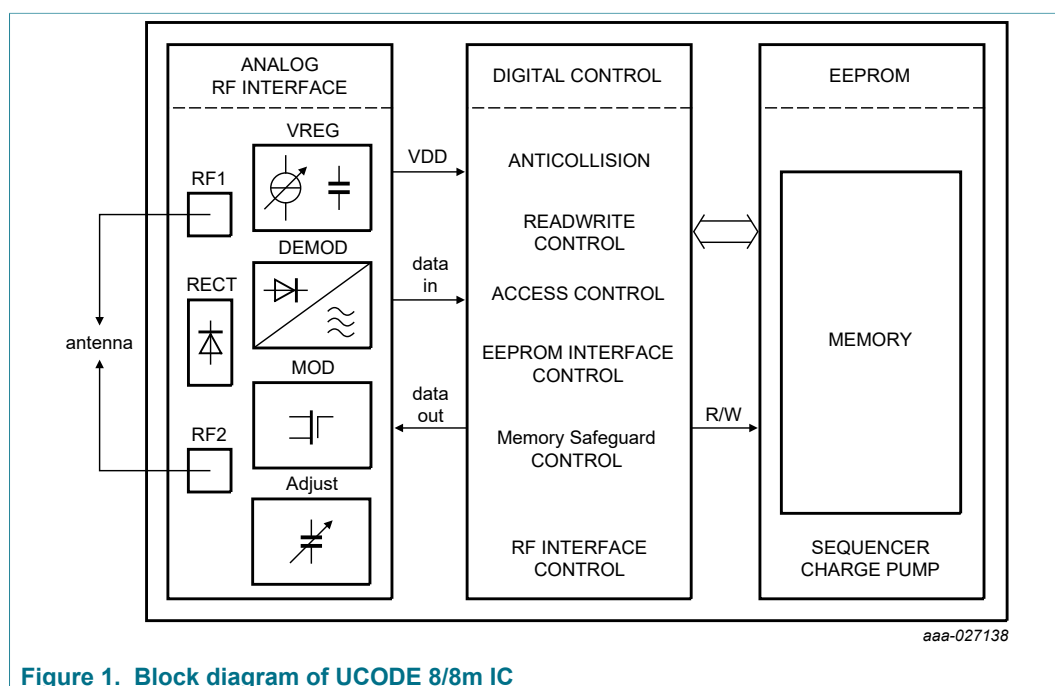 ANALOG
RF INTERFACE
DIGITAL CONTROL
EEPROM
VREG
RF1
DEMOD
RECT
antenna
MOD
RF2
Adjust
VDD
data
in
data
out
ANTICOLLISION
READWRITE
CONTROL
ACCESS CONTROL
EEPROM INTERFACE
CONTROL
Memory Safeguard
CONTROL
RF INTERFACE
CONTROL
R/W
MEMORY
SEQUENCER
CHARGE PUMP
aaa-027138
Figure 1. Block diagram of UCODE 8/8m IC